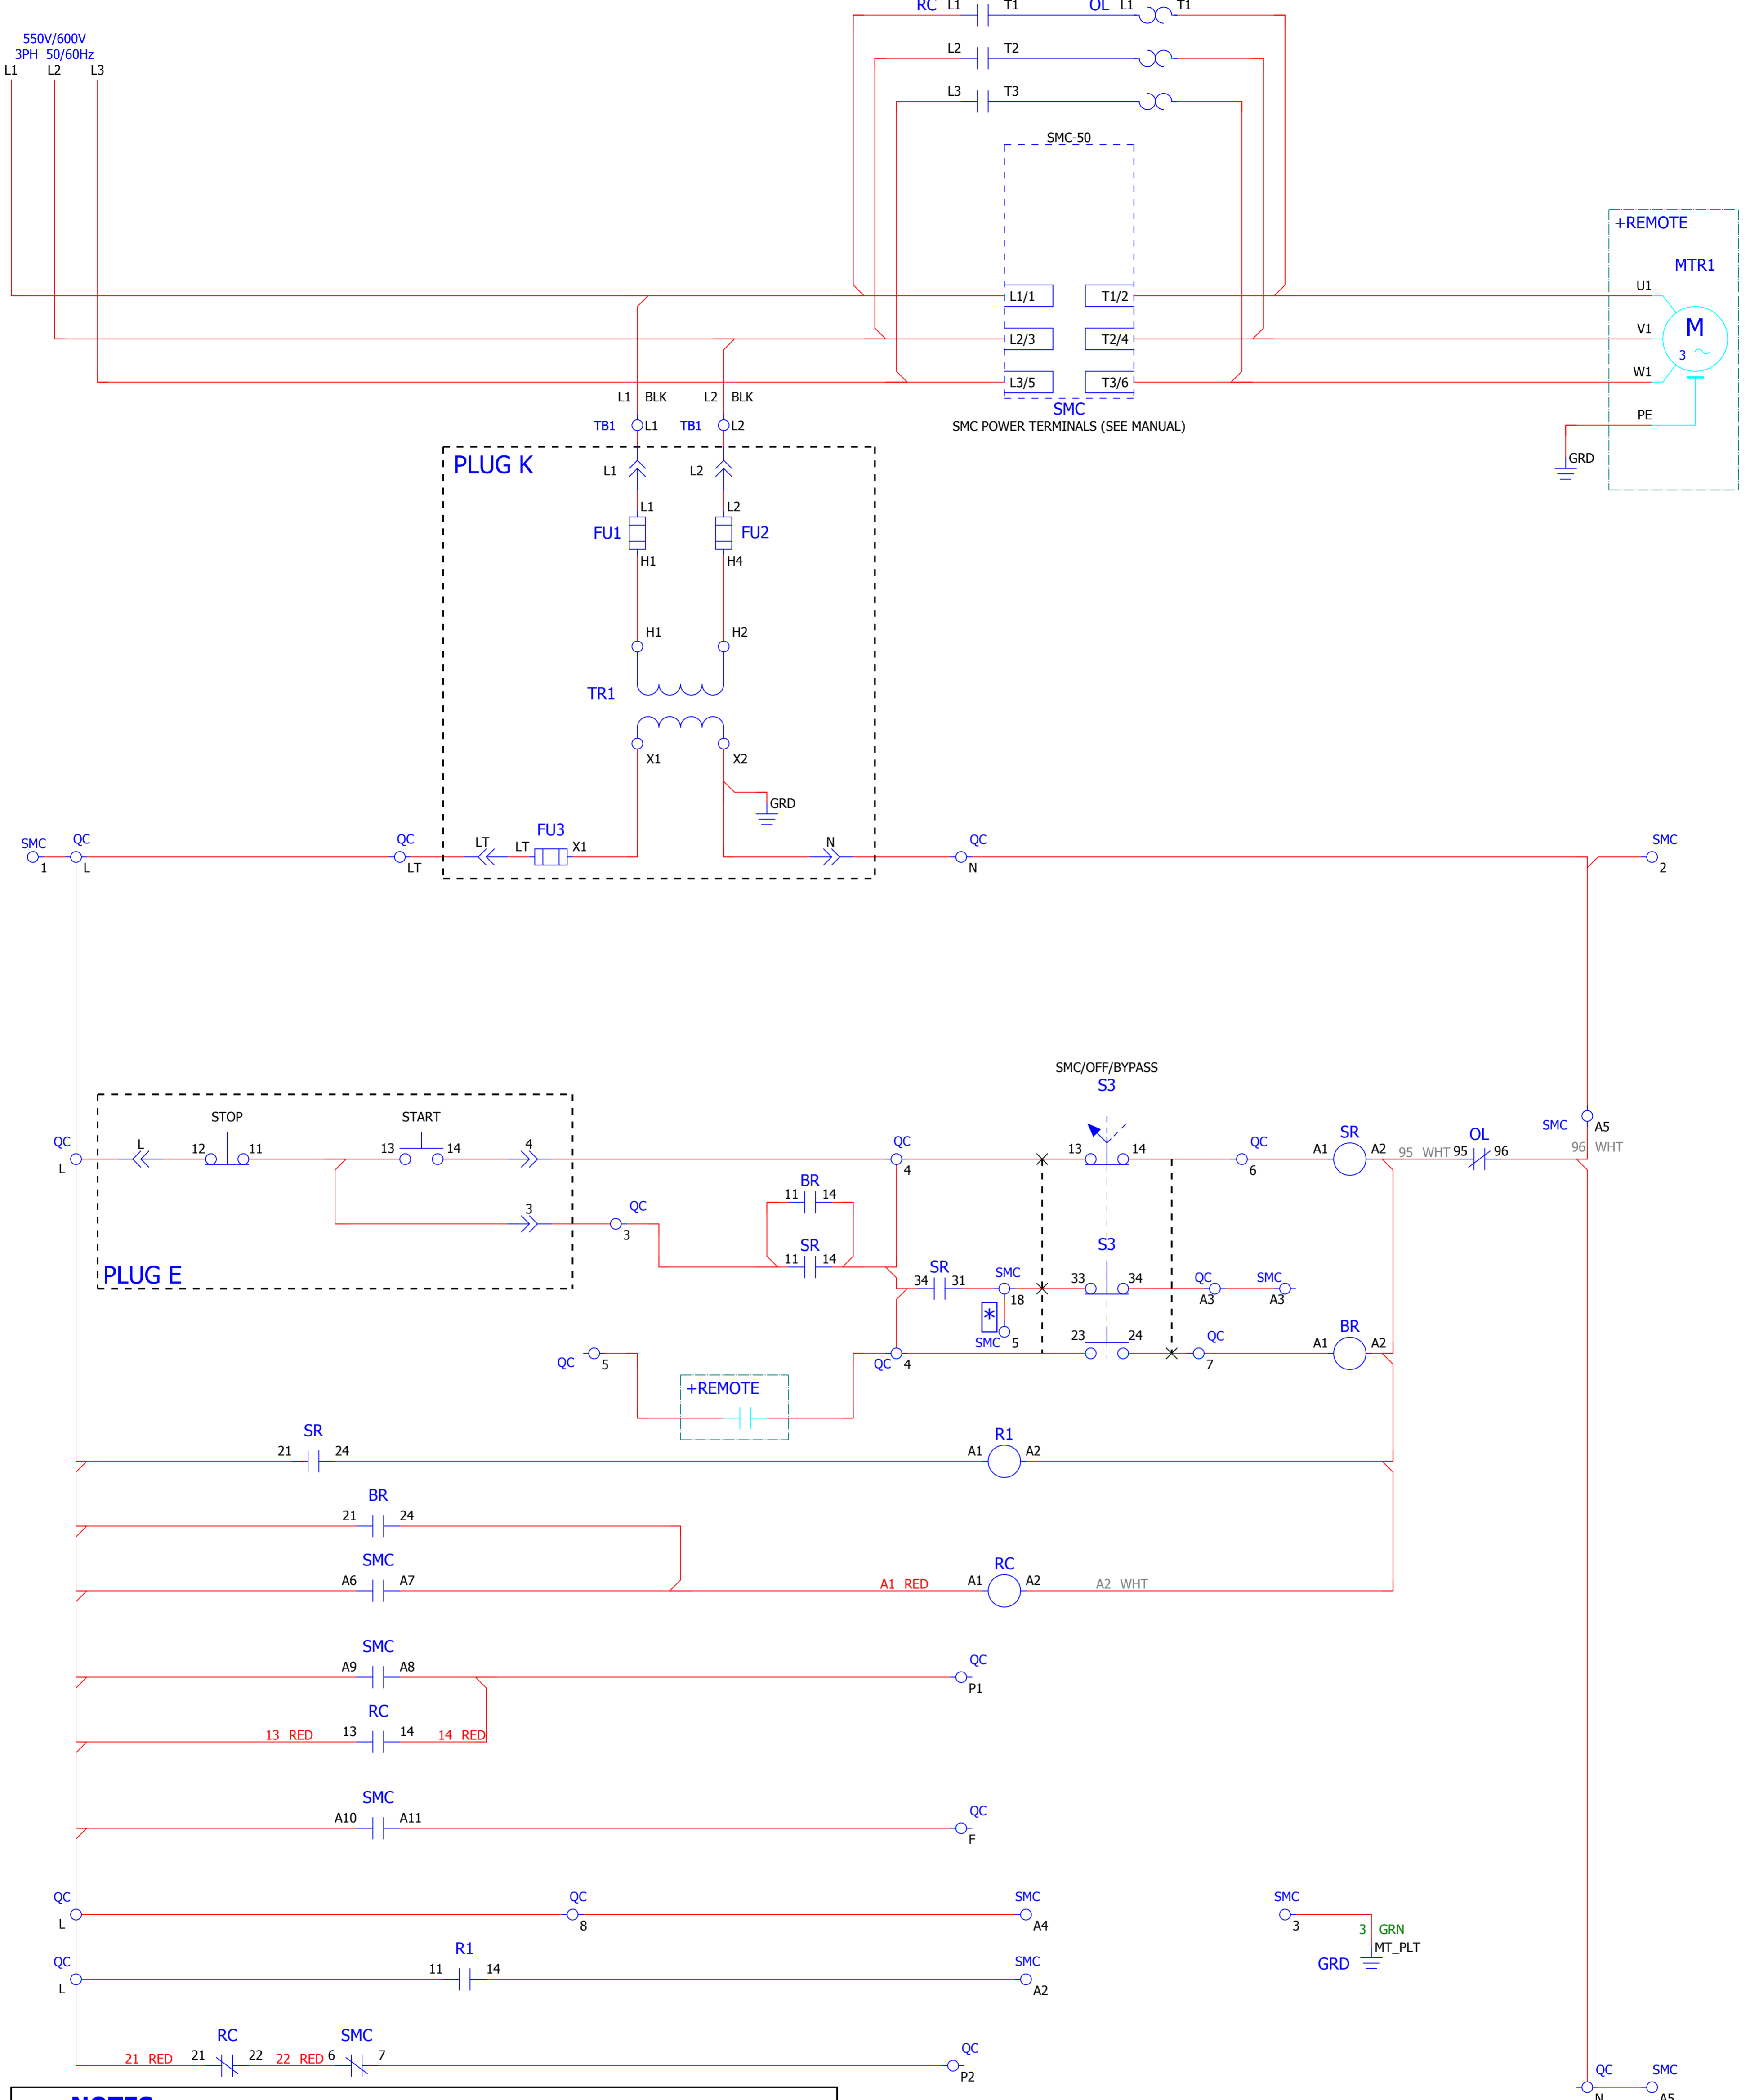 RC L1 T1 OL L1 T1
550V/600V
3PH 50/60Hz
L1 L2 L3
L2 T2
L3 T3
SMC-50
+REMOTE
MTR1
L1/1 T1/2 U1
M
3
L2/3 T2/4 V1
L3/5 T3/6 W1
L1 BLK L2 BLK
SMC
SMC POWER TERMINALS (SEE MANUAL)
PE
TB1 L1 TB1 L2
GRD
PLUG K
L1 L2
L1 L2
FU1 FU2
H1 H4
H1 H2
TR1
X1 X2
GRD
SMC QC QC FU3 QC SMC
LT LT X1 N
1 L LT N 2
SMC/OFF/BYPASS
S3
STOP START
SMC A5
QC L 12 11 13 14 4 QC 13 14 QC SR OL
L 4 6 A1 A2 95 WHT 95 96 96 WHT
BR
11 14
3 QC
3
SR
11 14
S3
PLUG E
SR SMC QC SMC
34 31 18 33 34 A3 A3
*
SMC 5 23 24 QC BR
QC 5 QC 4 7 A1 A2
+REMOTE
SR R1
21 24 A1 A2
BR
21 24
SMC RC
A6 A7 A1 RED A1 A2 A2 WHT
SMC QC
A9 A8 P1
RC
13 RED 13 14 14 RED
SMC QC
A10 A11 F
QC QC SMC SMC
L 8 A4 3
3 GRN
MT_PLT
GRD
QC R1 SMC
L 11 14 A2
RC SMC QC
21 RED 21 22 22 RED 6 7 P2
QC SMC
N A5
NOTES